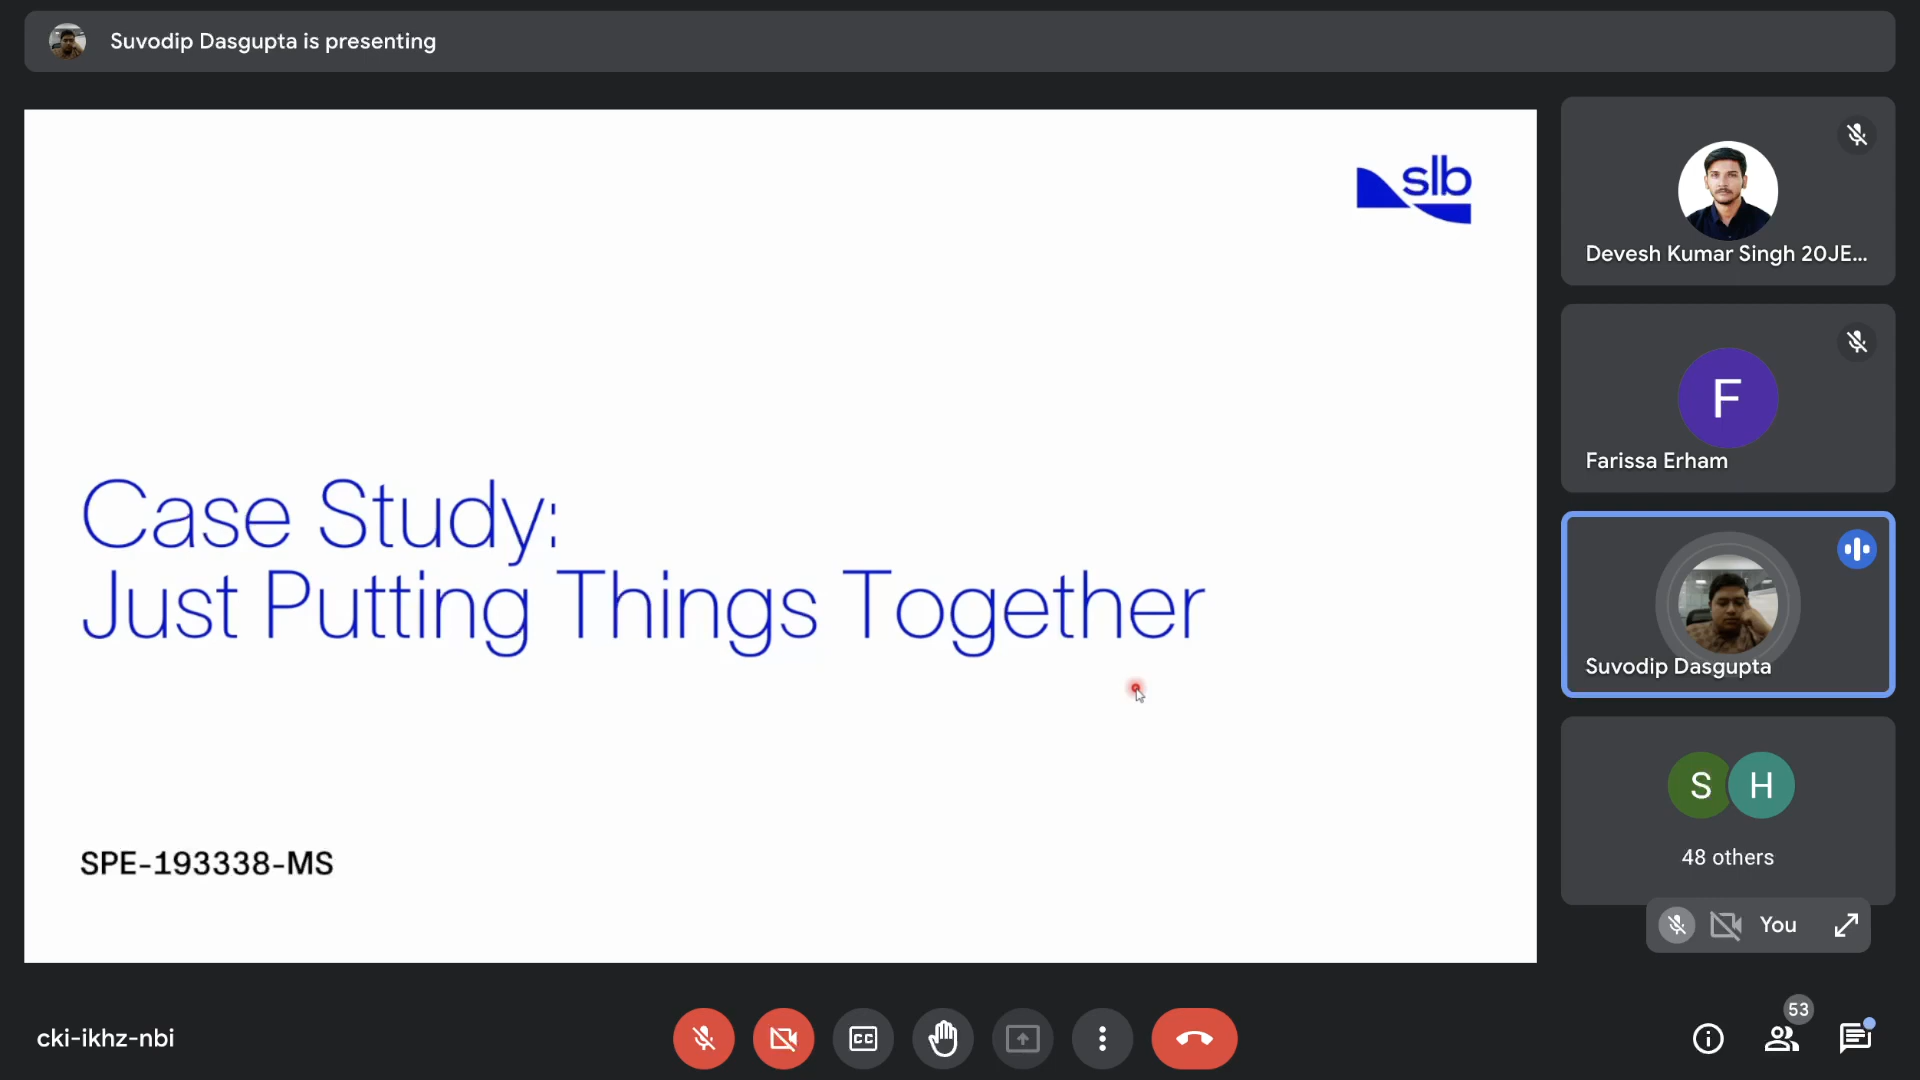 Suvodip Dasgupta is presenting
slb
Case Study:
Just Putting Things Together
SPE-193338-MS
Devesh Kumar Singh 20JE...
F
Farissa Erham
Suvodip Dasgupta
S H
48 others
You
cki-ikhz-nbi
CC
53